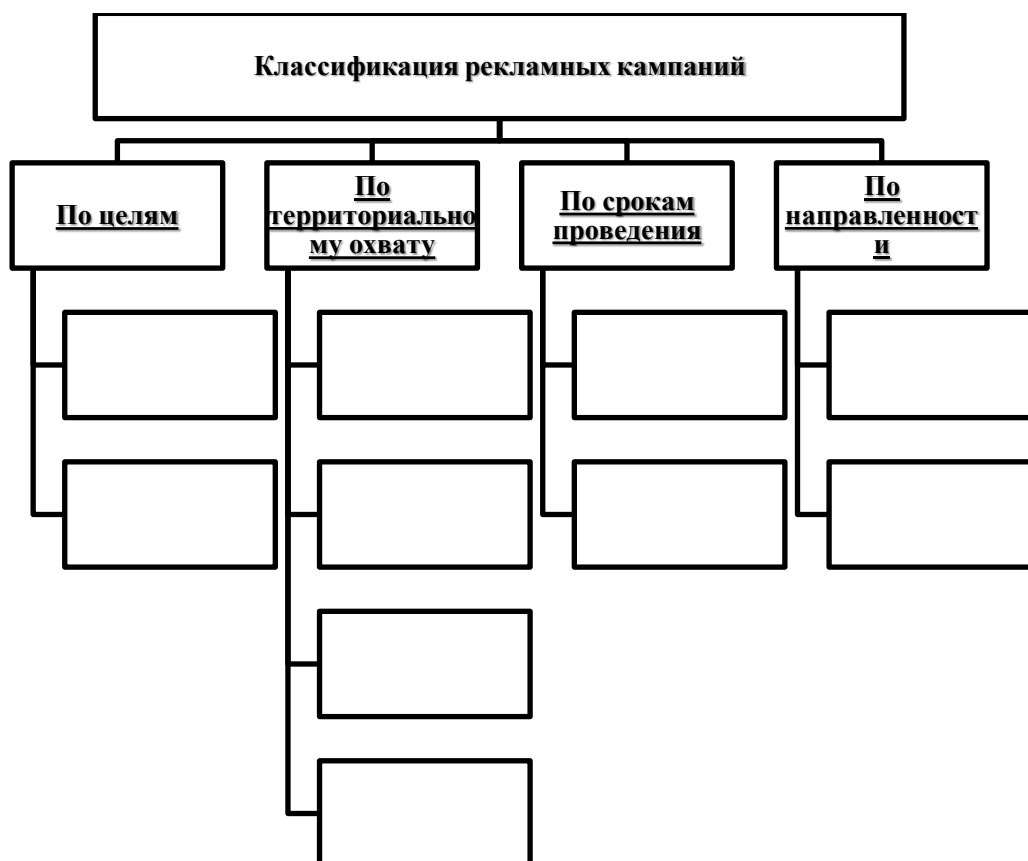 Классификация рекламных кампаний
По целям
По
территориально
му охвату
По срокам
проведения
По
направленност
и